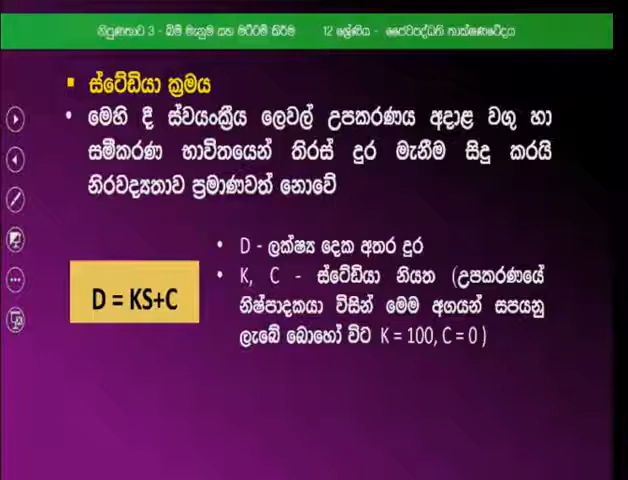 නිපුණතාව 3 - බිම් මැනුම සහ මට්ටම් කිරීම 12 ශ්‍රේණිය - ජෛවපද්ධති තාක්ෂණවේදය
▪ ස්ටේඩියා ක්‍රමය
• මෙහි දී ස්වයංක්‍රීය ලෙවල් උපකරණය අදාළ වගු හා
සමීකරණ භාවිතයෙන් තිරස් දුර මැනීම සිදු කරයි
නිරවද්‍යතාව ප්‍රමාණවත් නොවේ
D = KS+C
• D - ලක්ෂ්‍ය දෙක අතර දුර
• K, C - ස්ටේඩියා නියත (උපකරණයේ
නිෂ්පාදකයා විසින් මෙම අගයන් සපයනු
ලැබේ බොහෝ විට K = 100, C = 0 )